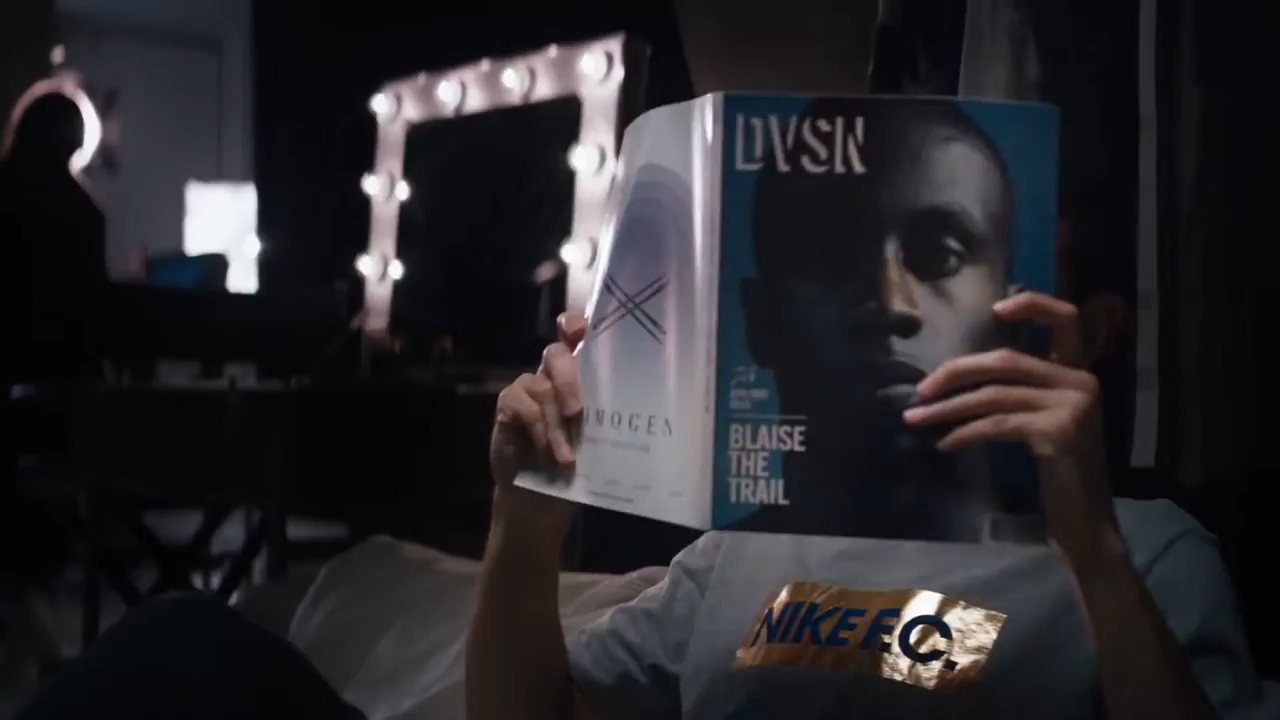 DVSN
BLAISE
THE
TRAIL
IMOGEN
NIKE F.C.